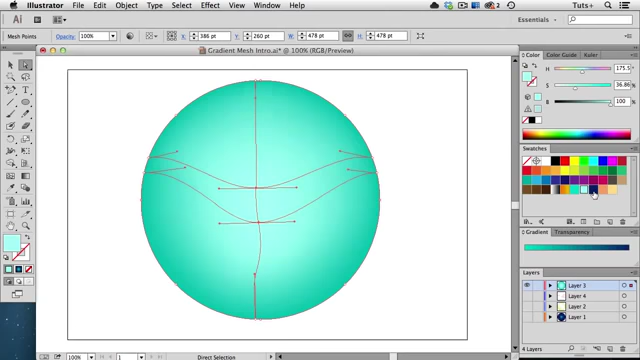 Illustrator File Edit Object Type Select Effect View Window Help 2 Tuts+
Ai Essentials
Mesh Points Opacity: 100% X: 386 pt Y: 260 pt W: 478 pt H: 478 pt
Gradient Mesh Intro.ai* @ 100% (RGB/Preview)
Color Color Guide Kuler
H 175.5 °
S 36.86 %
B 100 %
Swatches
Gradient Transparency
Layers
Layer 3
Layer 4
Layer 2
Layer 1
4 Layers
100% 1 Direct Selection